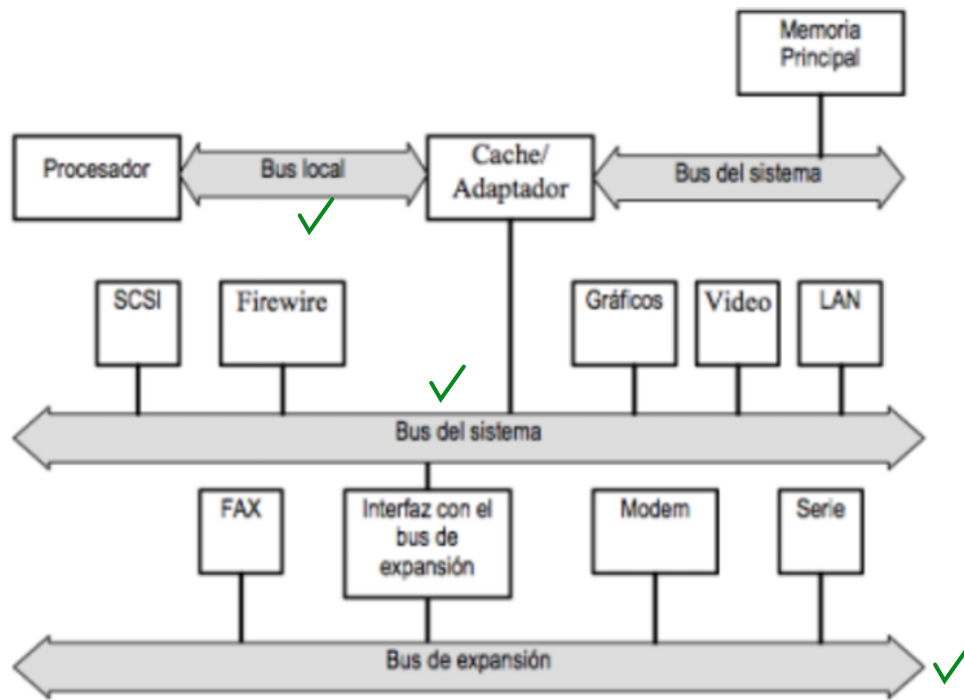 Memoria
Principal
Procesador
Bus local
Cache/
Adaptador
Bus del sistema
SCSI
Firewire
Gráficos
Video
LAN
Bus del sistema
FAX
Interfaz con el
bus de
expansión
Modem
Serie
Bus de expansión